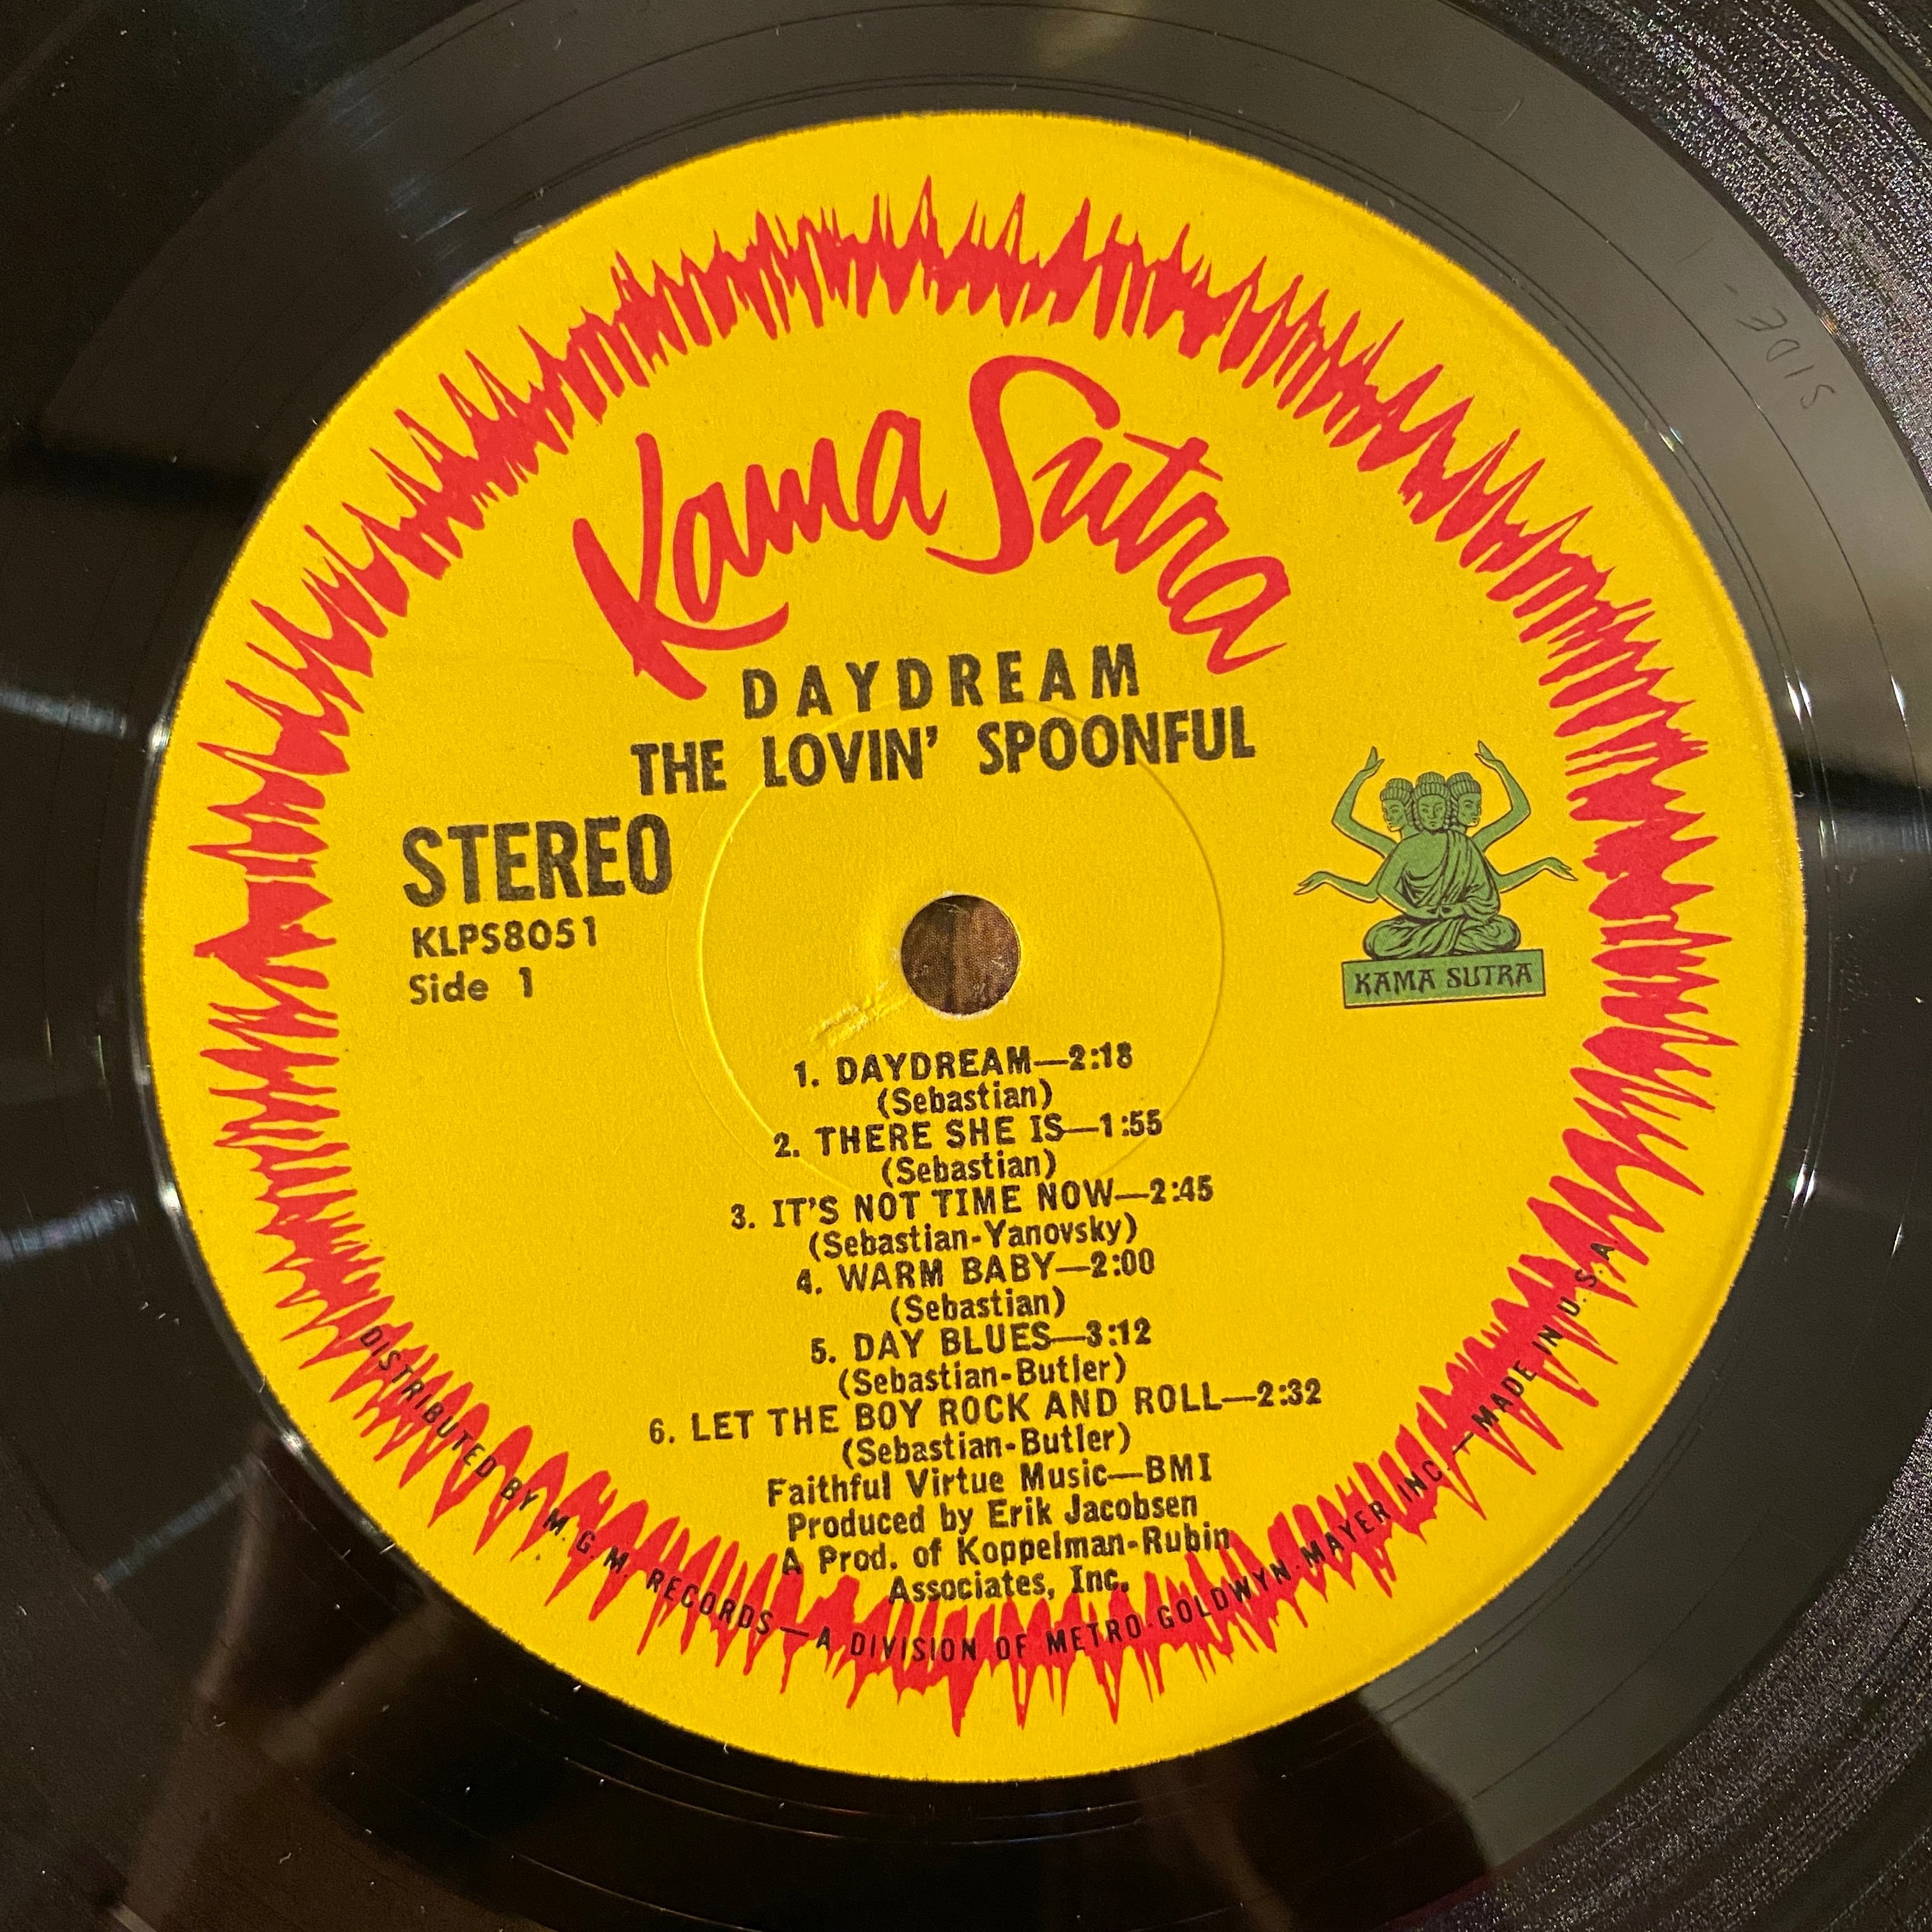 Kama Sutra
DAYDREAM
THE LOVIN' SPOONFUL
STEREO
KLPS8051
Side 1
KAMA SUTRA
1. DAYDREAM—2:18
(Sebastian)
2. THERE SHE IS—1:55
(Sebastian)
3. IT'S NOT TIME NOW—2:45
(Sebastian-Yanovsky)
4. WARM BABY—2:00
(Sebastian)
5. DAY BLUES—3:12
(Sebastian-Butler)
6. LET THE BOY ROCK AND ROLL—2:32
(Sebastian-Butler)
Faithful Virtue Music—BMI
Produced by Erik Jacobsen
A Prod. of Koppelman-Rubin
Associates, Inc.
DISTRIBUTED BY M.G.M. RECORDS—A DIVISION OF METRO-GOLDWYN-MAYER INC.—MADE IN U.S.A.
SIDE -